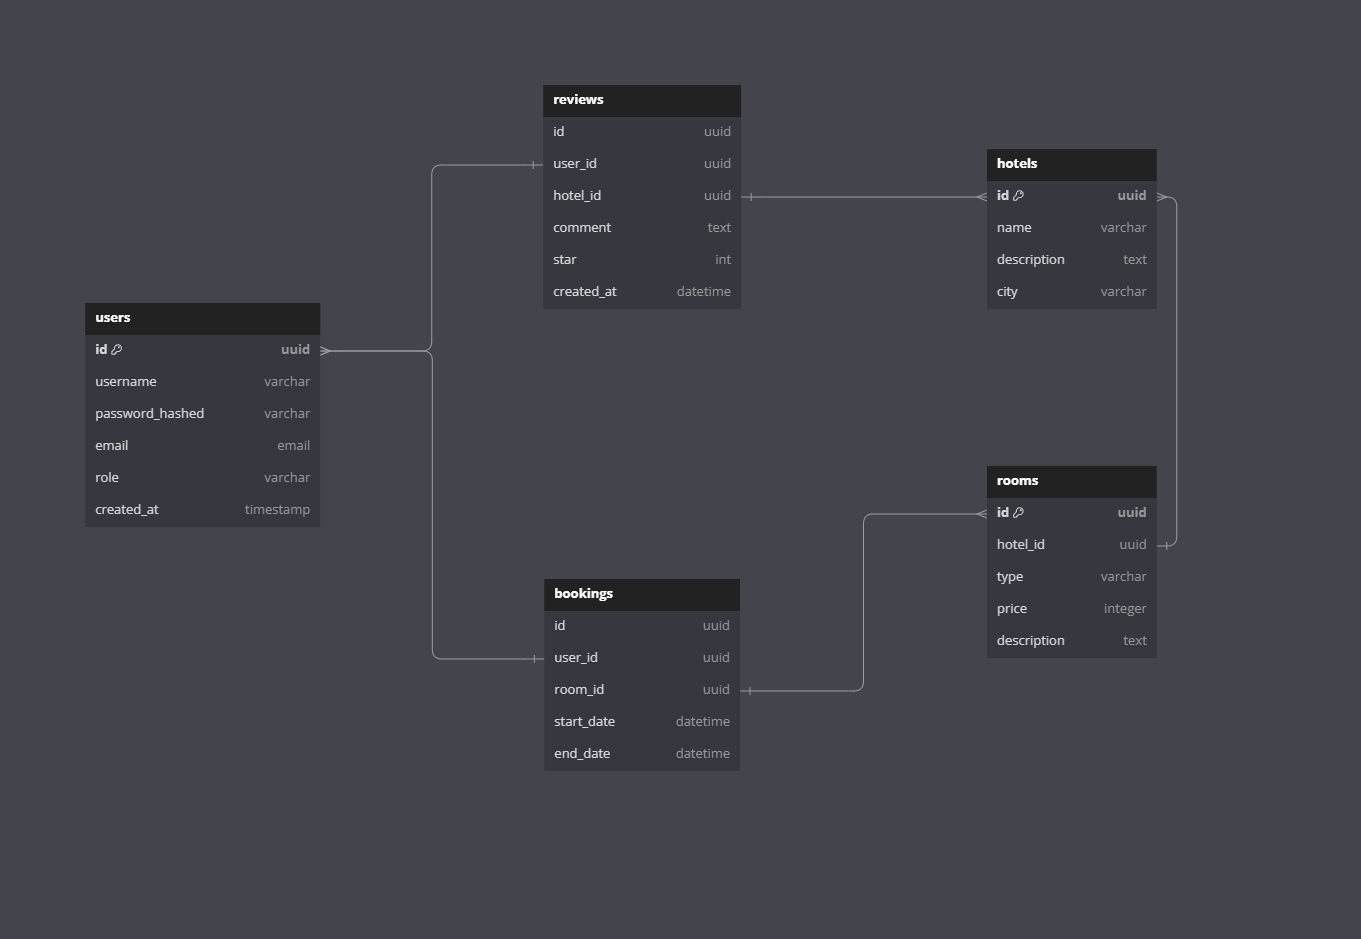 reviews
id uuid
user_id uuid
hotel_id uuid
comment text
star int
created_at datetime
hotels
id uuid
name varchar
description text
city varchar
users
id uuid
username varchar
password_hashed varchar
email email
role varchar
created_at timestamp
rooms
id uuid
hotel_id uuid
type varchar
price integer
description text
bookings
id uuid
user_id uuid
room_id uuid
start_date datetime
end_date datetime